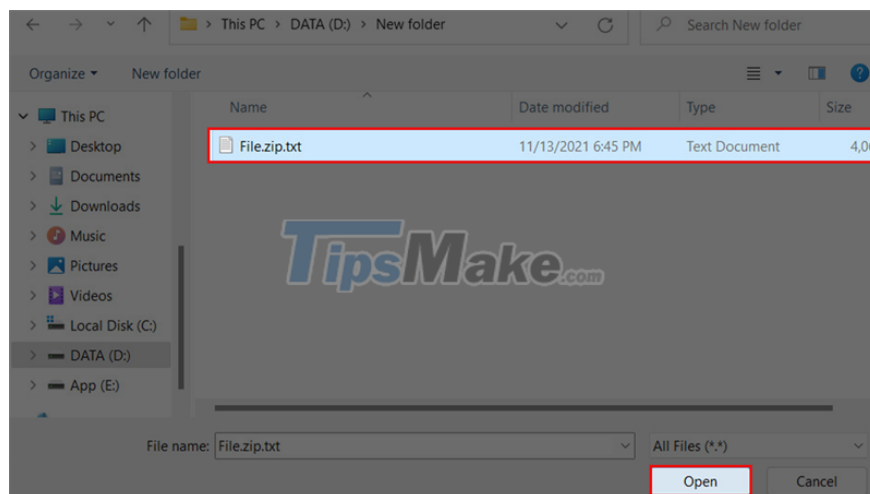 This PC > DATA (D:) > New folder
Search New folder
Organize
New folder
?
Name
Date modified
Type
Size
This PC
Desktop
Documents
Downloads
Music
Pictures
Videos
Local Disk (C:)
DATA (D:)
App (E:)
File.zip.txt
11/13/2021 6:45 PM
Text Document
TipsMake.com
File name:
File.zip.txt
All Files (*.*)
Open
Cancel